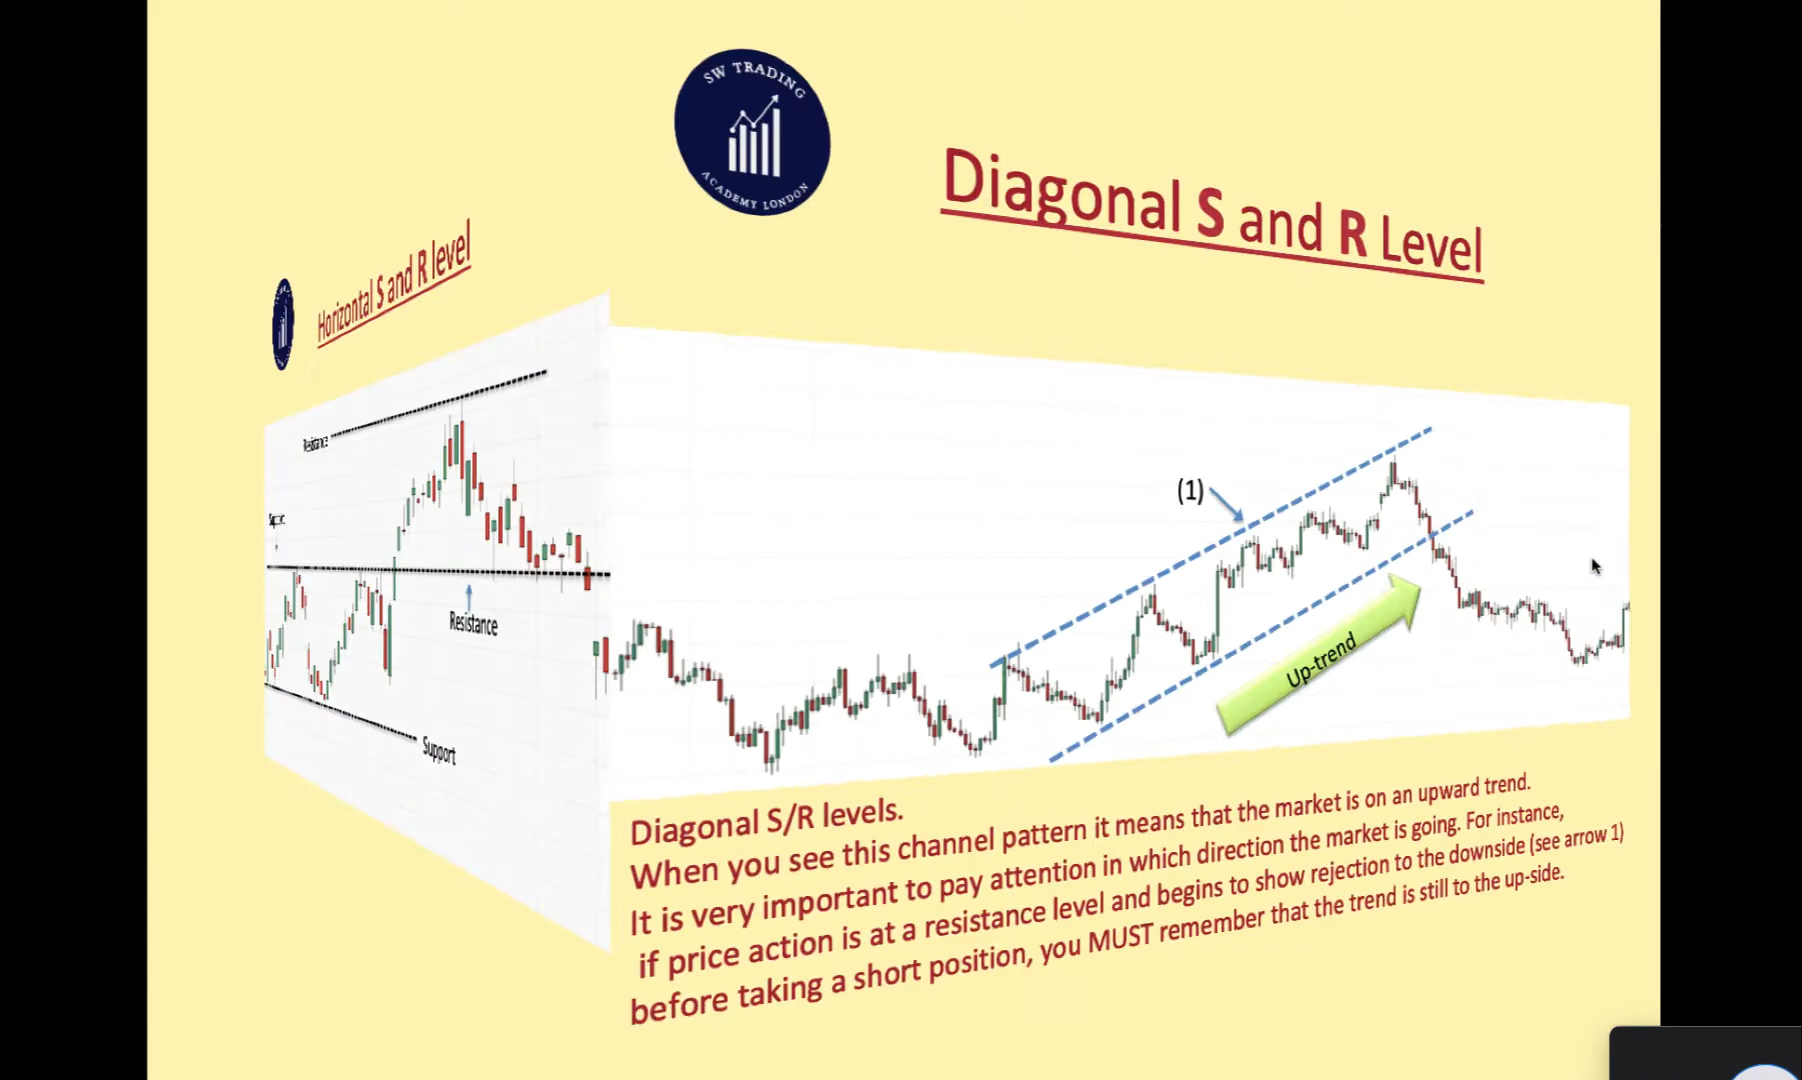 SW TRADING
ACADEMY LONDON
Horizontal S and R level
Resistance
Support
Resistance
Support
Diagonal S and R Level
(1)
Up-trend
Diagonal S/R levels.
When you see this channel pattern it means that the market is on an upward trend.
It is very important to pay attention in which direction the market is going. For instance,
if price action is at a resistance level and begins to show rejection to the downside (see arrow 1)
before taking a short position, you MUST remember that the trend is still to the up-side.